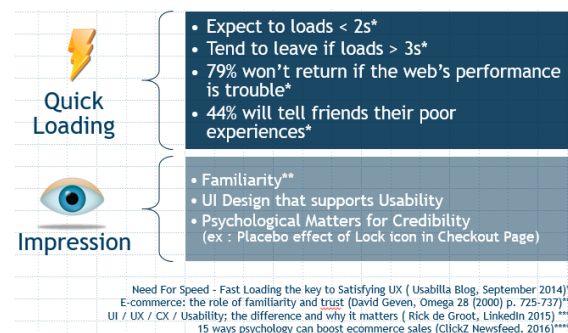 Quick
Loading
• Expect to loads < 2s*
• Tend to leave if loads > 3s*
• 79% won't return if the web's performance
is trouble*
• 44% will tell friends their poor
experiences*
Impression
• Familiarity**
• UI Design that supports Usability
• Psychological Matters for Credibility
(ex : Placebo effect of Lock icon in Checkout Page)
Need For Speed - Fast Loading the key to Satisfying UX ( Usabilla Blog, September 2014)*
E-commerce: the role of familiarity and trust (David Geven, Omega 28 (2000) p. 725-737)**
UI / UX / CX / Usability; the difference and why it matters ( Rick de Groot, LinkedIn 2015) ***
15 ways psychology can boost ecommerce sales (ClickZ Newsfeed, 2016)****